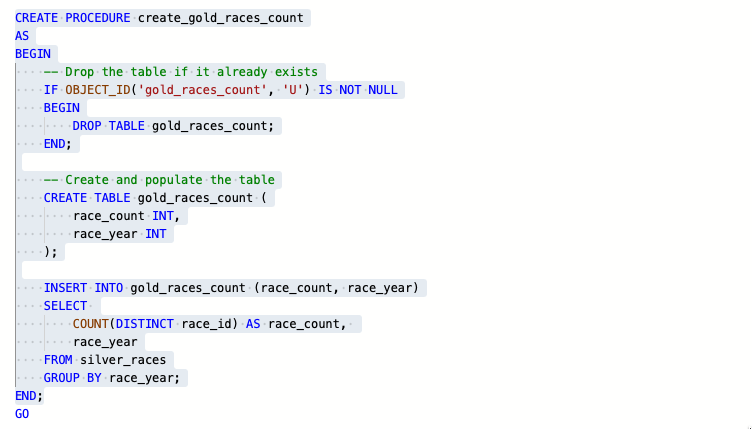 CREATE PROCEDURE create_gold_races_count
AS
BEGIN
    -- Drop the table if it already exists
    IF OBJECT_ID('gold_races_count', 'U') IS NOT NULL
    BEGIN
        DROP TABLE gold_races_count;
    END;

    -- Create and populate the table
    CREATE TABLE gold_races_count (
        race_count INT,
        race_year INT
    );

    INSERT INTO gold_races_count (race_count, race_year)
    SELECT
        COUNT(DISTINCT race_id) AS race_count,
        race_year
    FROM silver_races
    GROUP BY race_year;
END;
GO